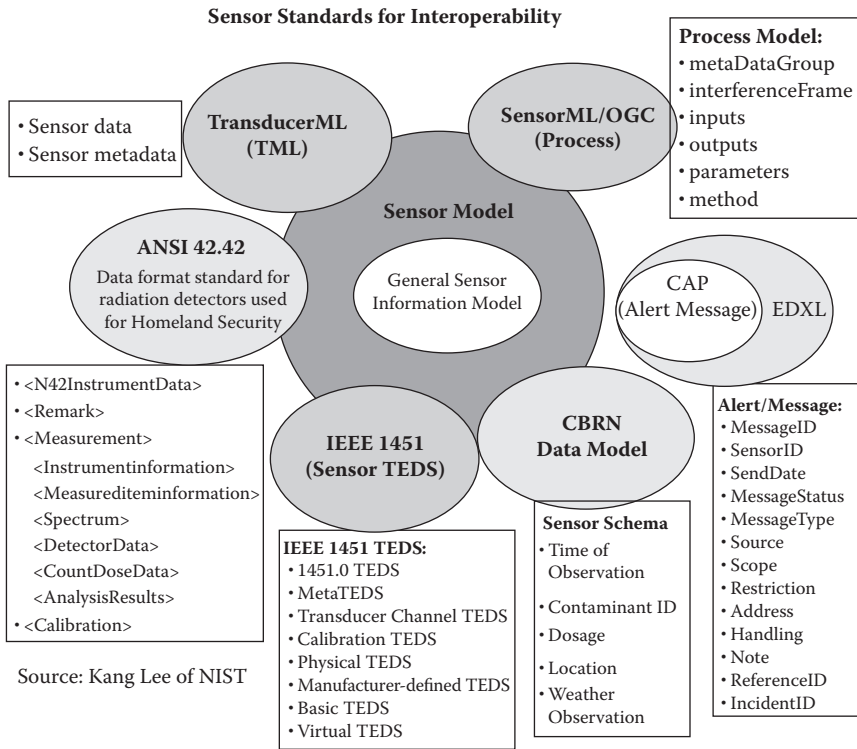 Sensor Standards for Interoperability
• Sensor data
• Sensor metadata
TransducerML
(TML)
SensorML/OGC
(Process)
Process Model:
• metaDataGroup
• interferenceFrame
• inputs
• outputs
• parameters
• method
Sensor Model
General Sensor
Information Model
ANSI 42.42
Data format standard for
radiation detectors used
for Homeland Security
CAP
(Alert Message)
EDXL
• <N42InstrumentData>
• <Remark>
• <Measurement>
<Instrumentinformation>
<Measurediteminformation>
<Spectrum>
<DetectorData>
<CountDoseData>
<AnalysisResults>
• <Calibration>
IEEE 1451
(Sensor TEDS)
CBRN
Data Model
IEEE 1451 TEDS:
• 1451.0 TEDS
• MetaTEDS
• Transducer Channel TEDS
• Calibration TEDS
• Physical TEDS
• Manufacturer-defined TEDS
• Basic TEDS
• Virtual TEDS
Sensor Schema
• Time of
Observation
• Contaminant ID
• Dosage
• Location
• Weather
Observation
Alert/Message:
• MessageID
• SensorID
• SendDate
• MessageStatus
• MessageType
• Source
• Scope
• Restriction
• Address
• Handling
• Note
• ReferenceID
• IncidentID
Source: Kang Lee of NIST